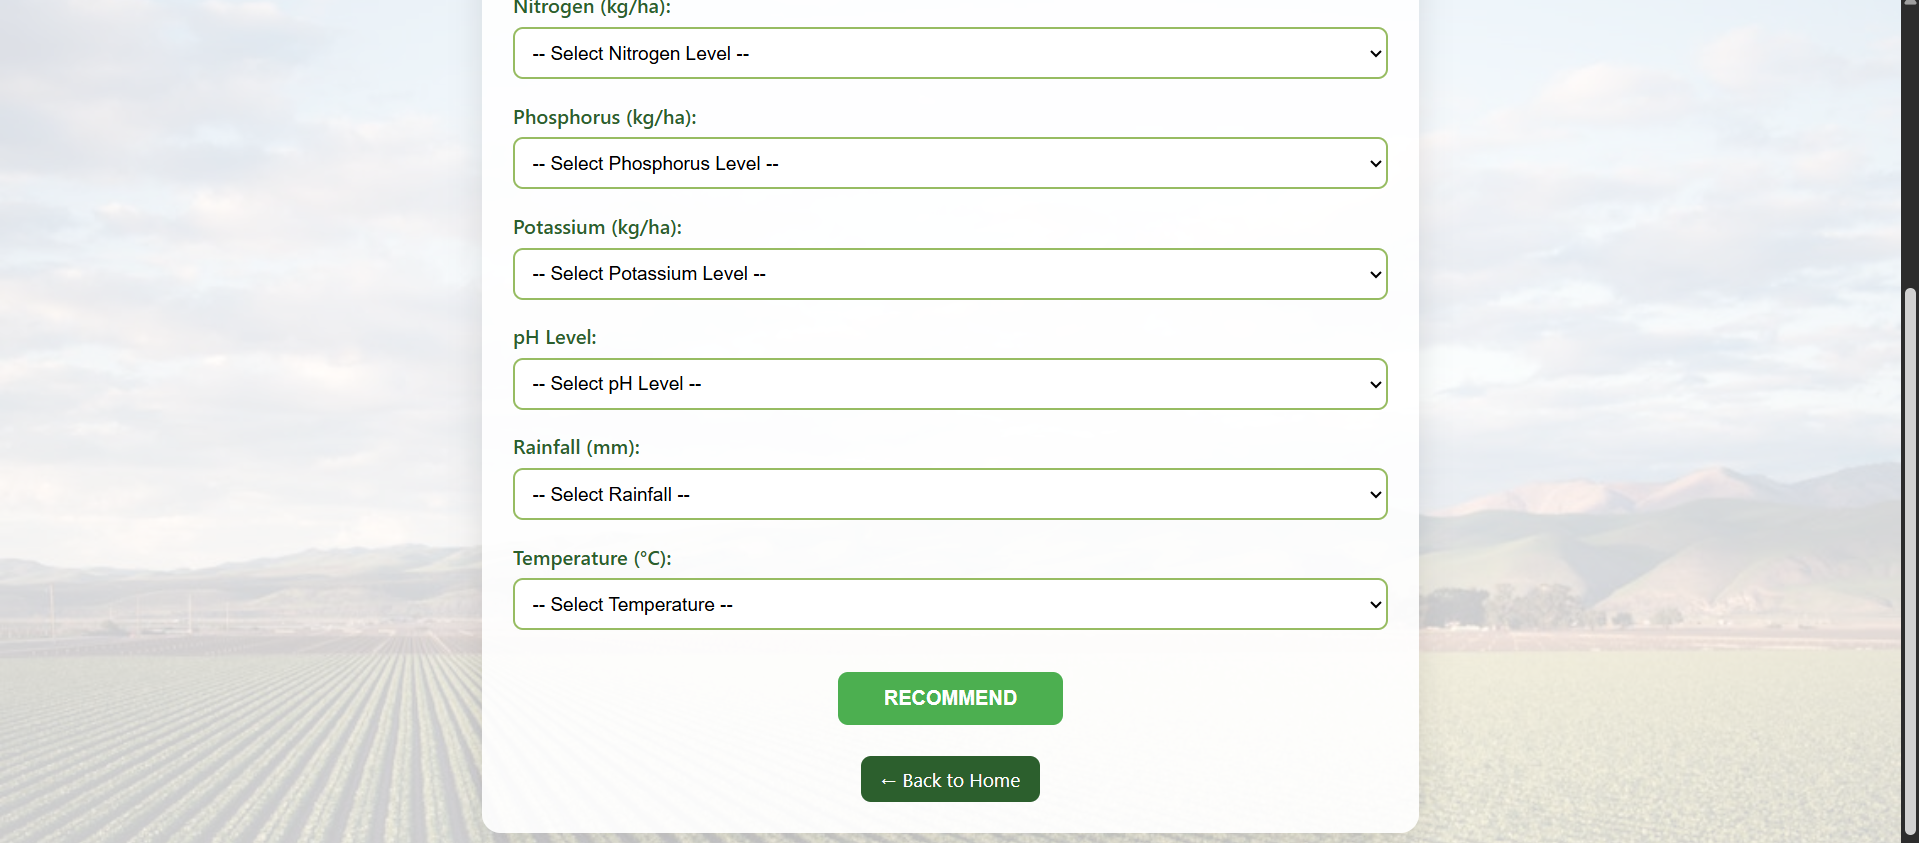 Nitrogen (kg/ha):
-- Select Nitrogen Level --
Phosphorus (kg/ha):
-- Select Phosphorus Level --
Potassium (kg/ha):
-- Select Potassium Level --
pH Level:
-- Select pH Level --
Rainfall (mm):
-- Select Rainfall --
Temperature (°C):
-- Select Temperature --
RECOMMEND
← Back to Home